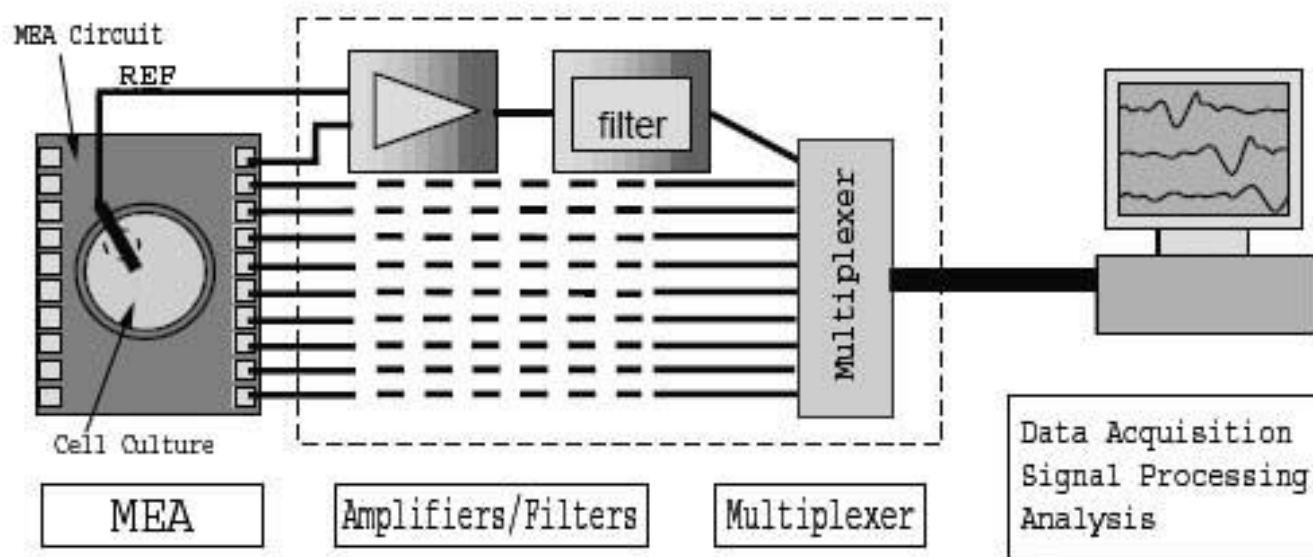 MEA Circuit
REF
filter
Multiplexer
Cell Culture
MEA
Amplifiers/Filters
Multiplexer
Data Acquisition
Signal Processing
Analysis